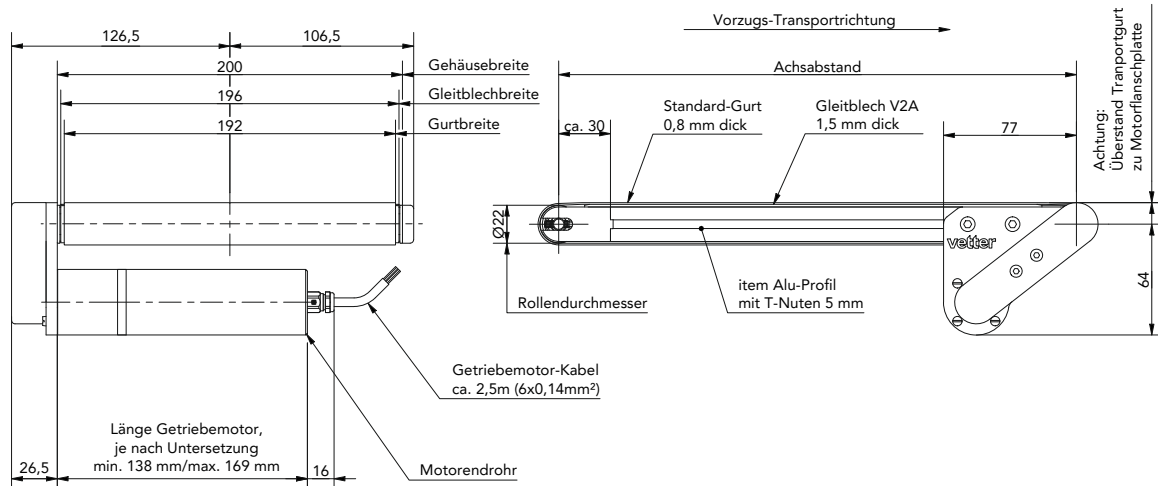 126,5
106,5
200
Gehäusebreite
196
Gleitblechbreite
192
Gurtbreite
Vorzugs-Transportrichtung
Achsabstand
Standard-Gurt
0,8 mm dick
Gleitblech V2A
1,5 mm dick
ca. 30
77
Achtung:
Überstand Tranportgurt
zu Motorflanschplatte
Ø22
vetter
64
Rollendurchmesser
item Alu-Profil
mit T-Nuten 5 mm
Getriebemotor-Kabel
ca. 2,5m (6x0,14mm²)
Länge Getriebemotor,
je nach Untersetzung
min. 138 mm/max. 169 mm
26,5
16
Motorendrohr